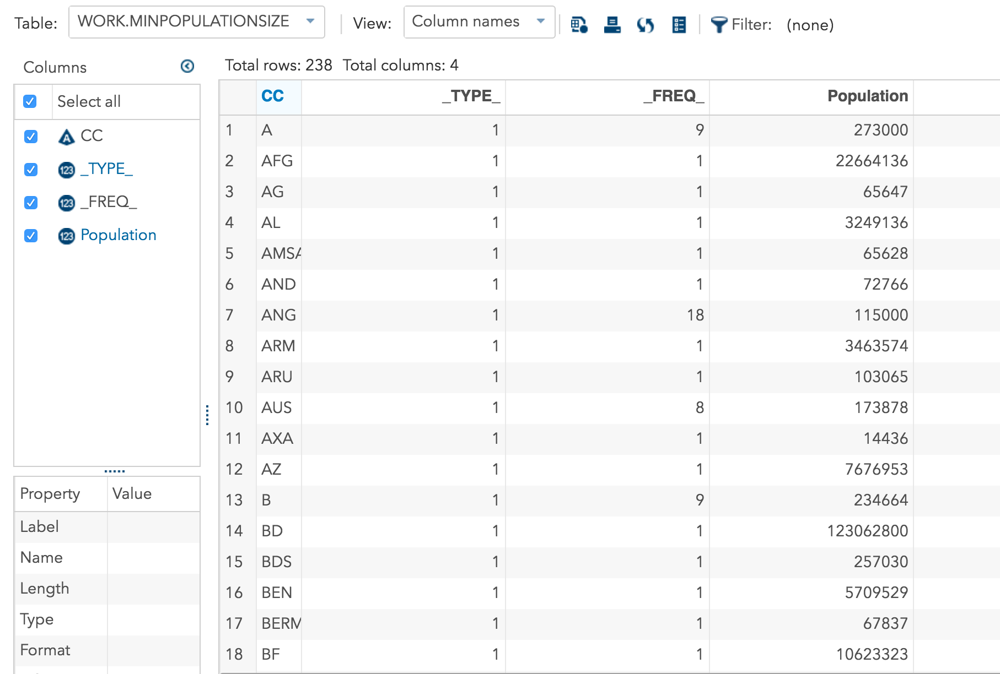 Table: WORK.MINPOPULATIONSIZE View: Column names Filter: (none)
Columns
Select all
CC
_TYPE_
_FREQ_
Population
Property Value
Label
Name
Length
Type
Format
Total rows: 238 Total columns: 4
CC _TYPE_ _FREQ_ Population
1 A 1 9 273000
2 AFG 1 1 22664136
3 AG 1 1 65647
4 AL 1 1 3249136
5 AMSA 1 1 65628
6 AND 1 1 72766
7 ANG 1 18 115000
8 ARM 1 1 3463574
9 ARU 1 1 103065
10 AUS 1 8 173878
11 AXA 1 1 14436
12 AZ 1 1 7676953
13 B 1 9 234664
14 BD 1 1 123062800
15 BDS 1 1 257030
16 BEN 1 1 5709529
17 BERM 1 1 67837
18 BF 1 1 10623323